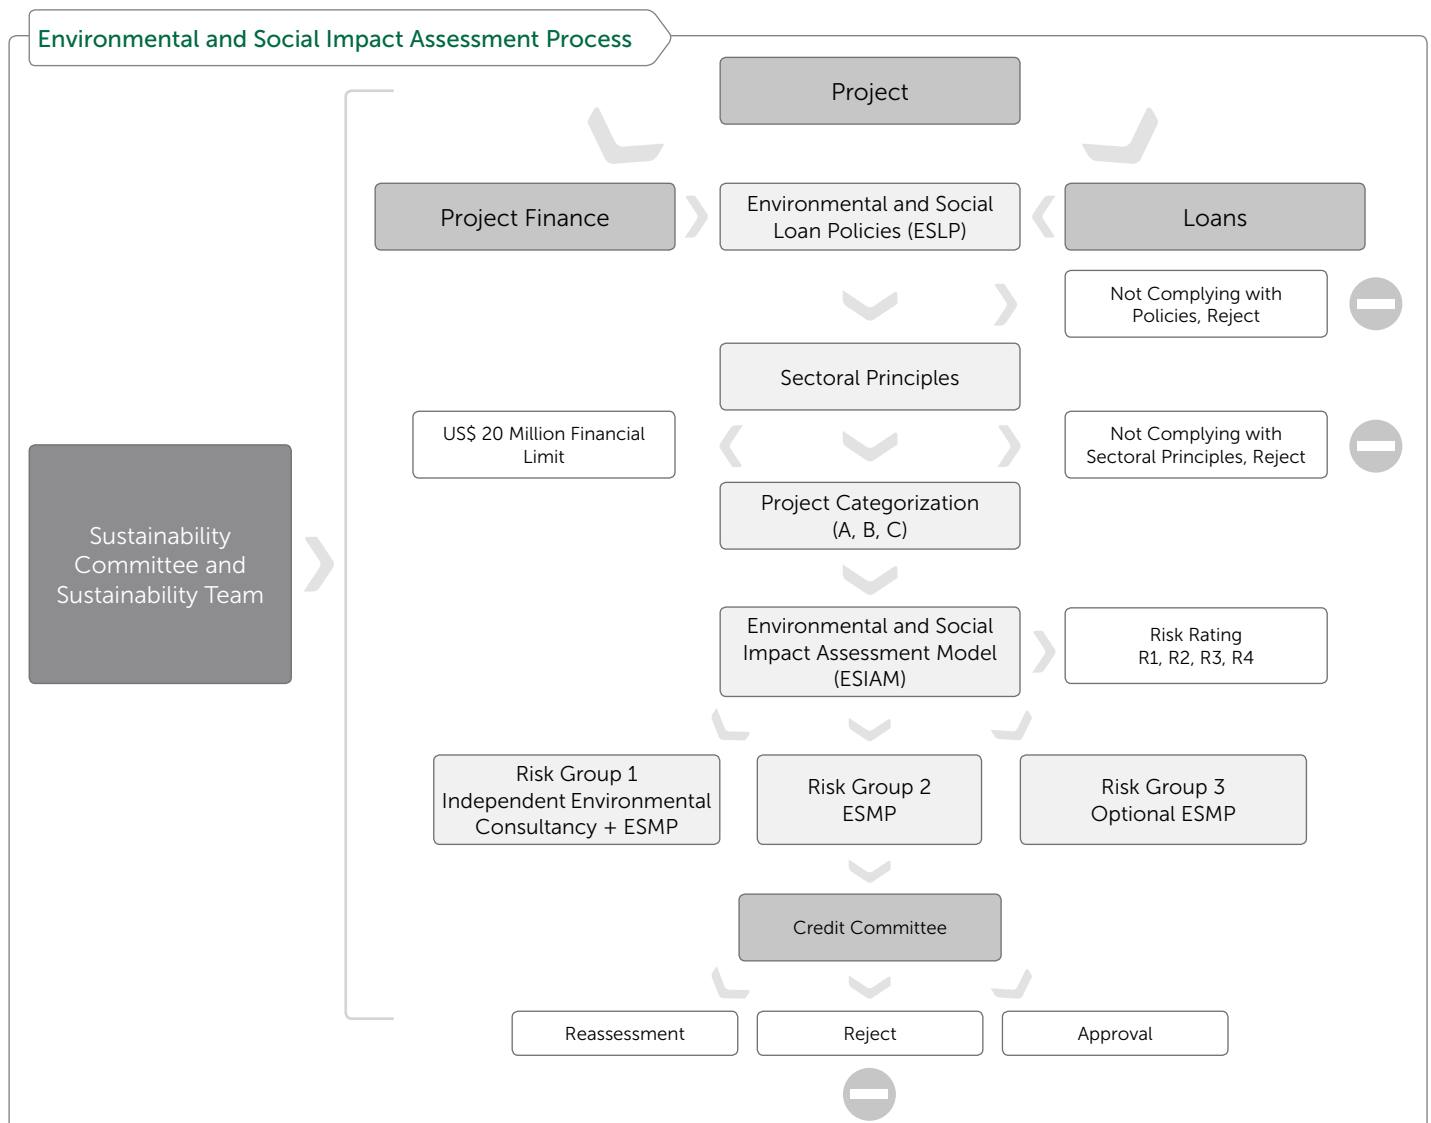 Environmental and Social Impact Assessment Process
Project
Project Finance
Environmental and Social
Loan Policies (ESLP)
Loans
Not Complying with
Policies, Reject
Sectoral Principles
US$ 20 Million Financial
Limit
Not Complying with
Sectoral Principles, Reject
Project Categorization
(A, B, C)
Sustainability
Committee and
Sustainability Team
Environmental and Social
Impact Assessment Model
(ESIAM)
Risk Rating
R1, R2, R3, R4
Risk Group 1
Independent Environmental
Consultancy + ESMP
Risk Group 2
ESMP
Risk Group 3
Optional ESMP
Credit Committee
Reassessment
Reject
Approval